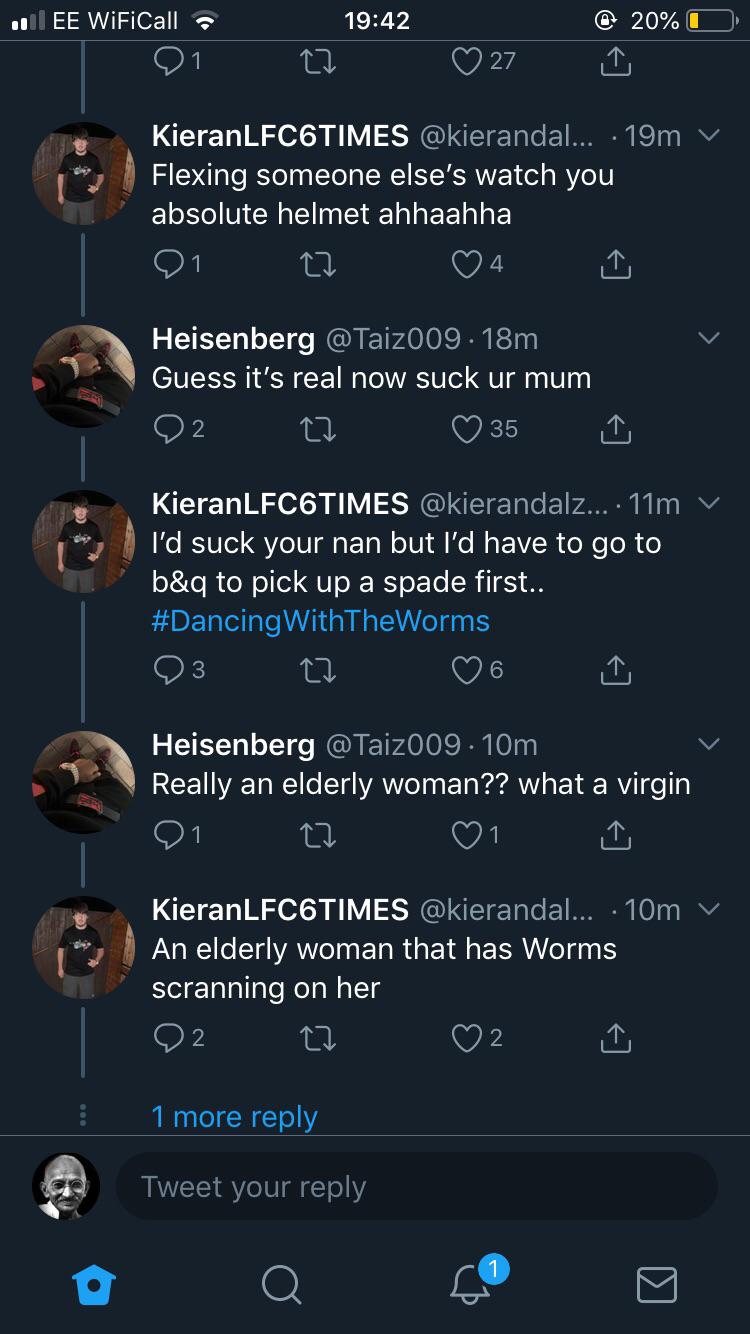 EE WiFiCall 19:42 20%
1 27
KieranLFC6TIMES @kierandal... · 19m
Flexing someone else's watch you
absolute helmet ahhaahha
1 4
Heisenberg @Taiz009 · 18m
Guess it's real now suck ur mum
2 35
KieranLFC6TIMES @kierandalz... · 11m
I'd suck your nan but I'd have to go to
b&q to pick up a spade first..
#DancingWithTheWorms
3 6
Heisenberg @Taiz009 · 10m
Really an elderly woman?? what a virgin
1 1
KieranLFC6TIMES @kierandal... · 10m
An elderly woman that has Worms
scranning on her
2 2
1 more reply
Tweet your reply
1